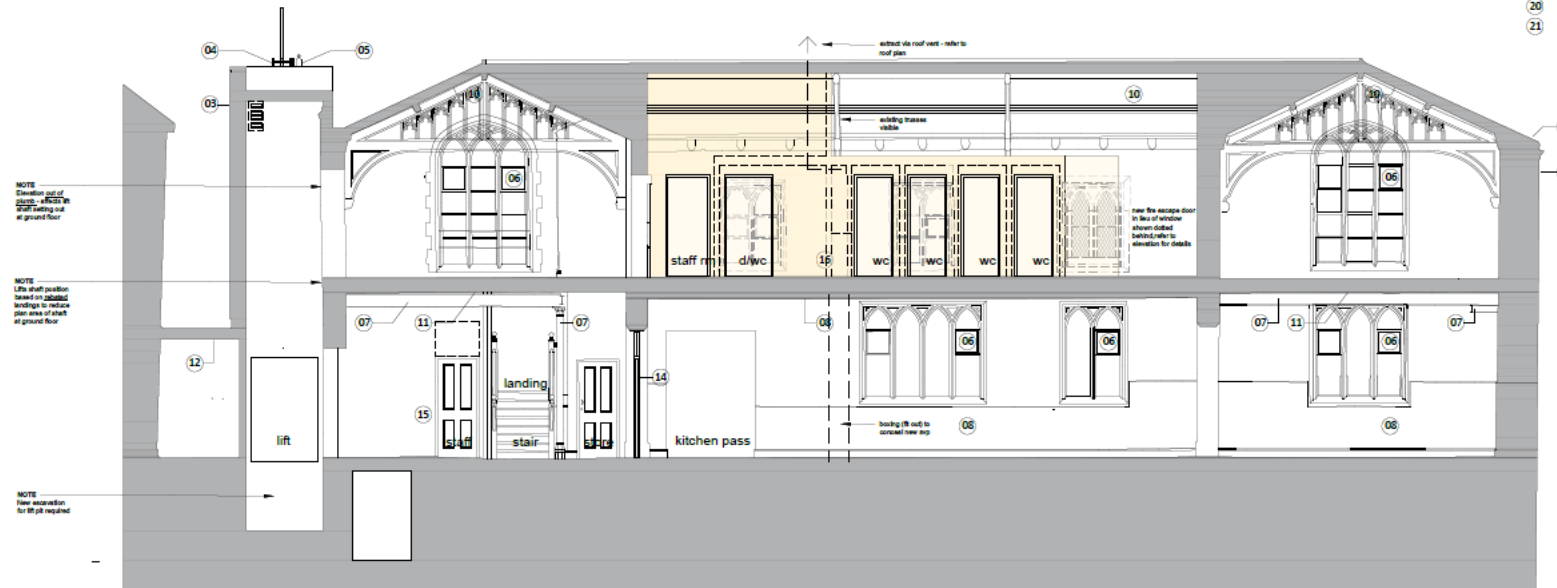 20
21
04
05
extract via roof vent - refer to
roof plan
03
10
10
10
existing trusses
visible
NOTE
Elevation out of
plumb - effects lift
shaft setting out
at ground floor
06
06
new fire escape door
in lieu of window
shown dotted
behind,refer to
elevation for details
staff rm
d/wc
16
wc
wc
wc
wc
NOTE
Lifts shaft position
based on rebated
landings to reduce
plan area of shaft
at ground floor
07
11
07
08
07
11
07
06
06
06
12
14
landing
15
boxing (fit out) to
conceal new svp
08
08
lift
staff
stair
store
kitchen pass
NOTE
New excavation
for lift pit required